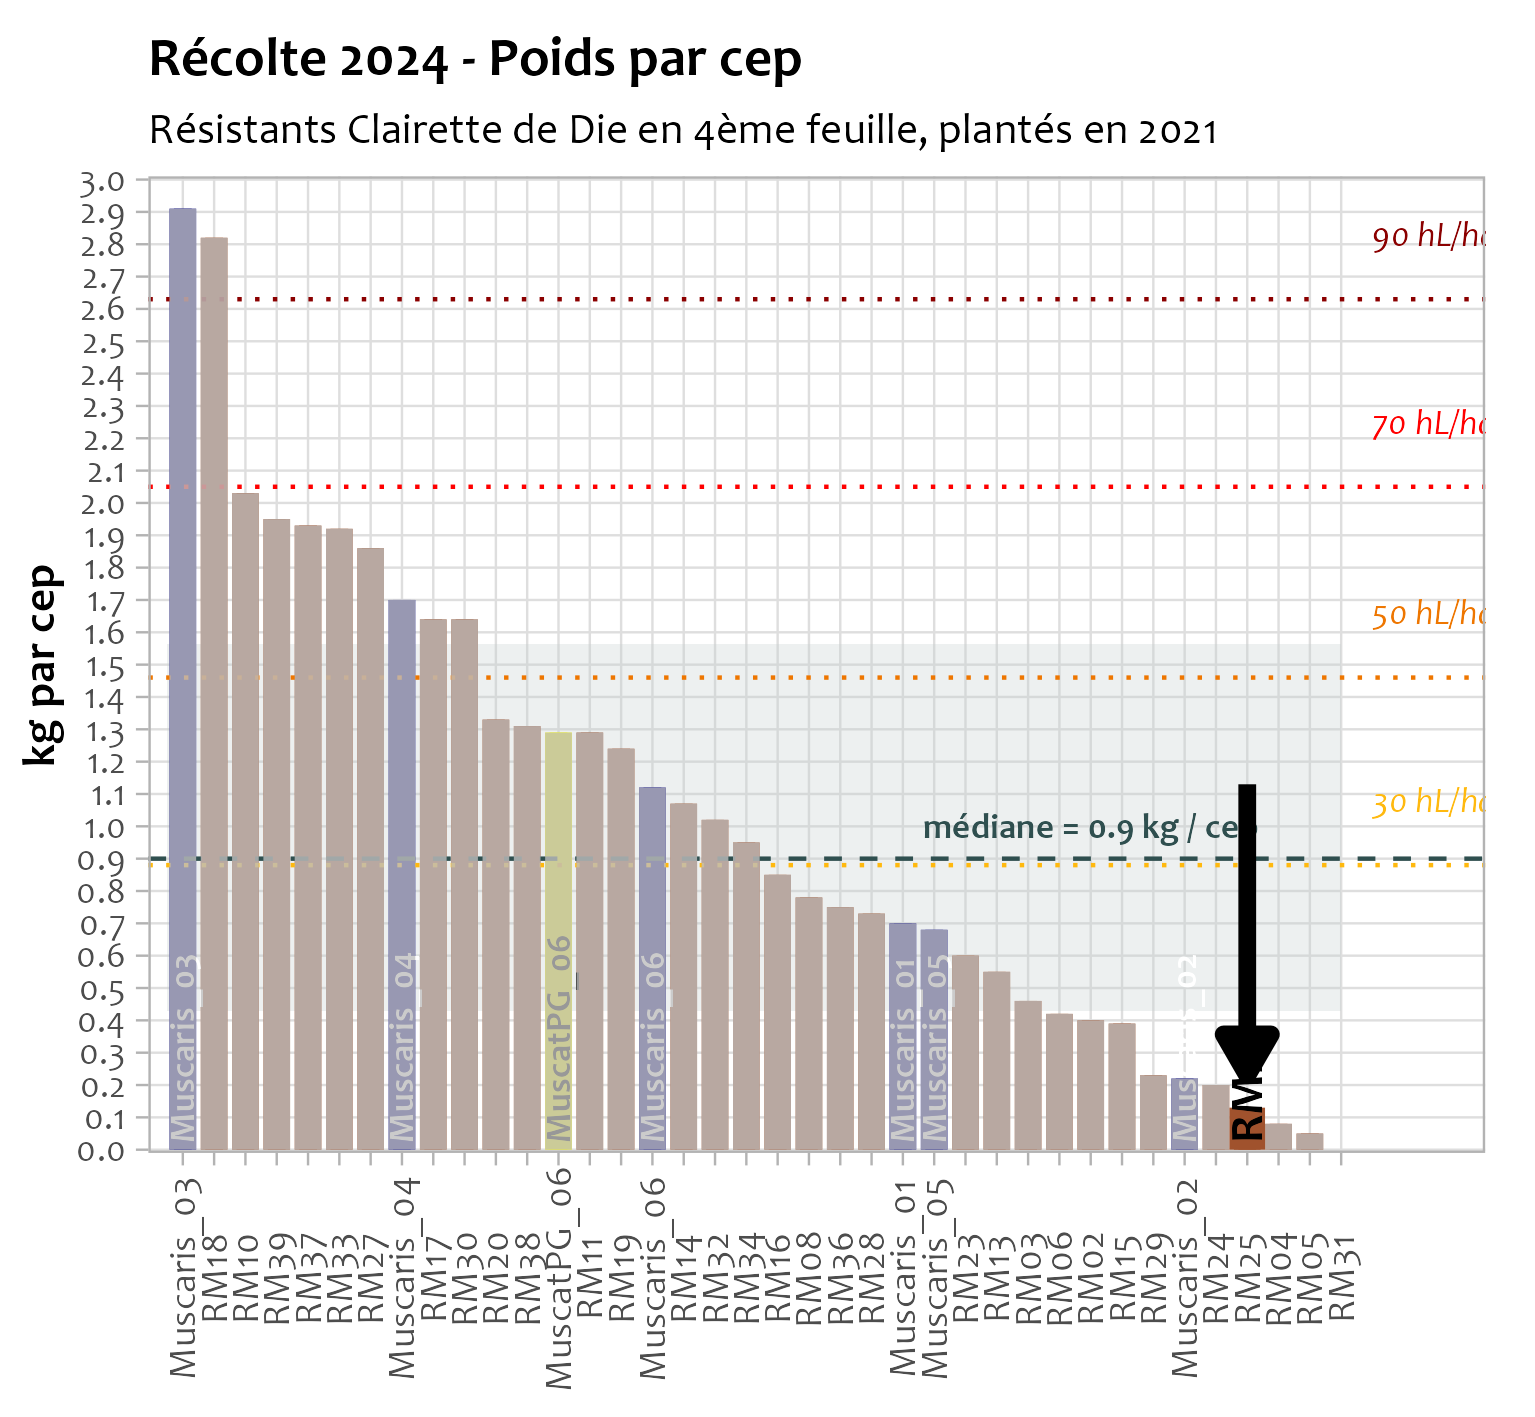 Récolte 2024 - Poids par cep
Résistants Clairette de Die en 4ème feuille, plantés en 2021
kg par cep
3.0
2.9
2.8
2.7
2.6
2.5
2.4
2.3
2.2
2.1
2.0
1.9
1.8
1.7
1.6
1.5
1.4
1.3
1.2
1.1
1.0
0.9
0.8
0.7
0.6
0.5
0.4
0.3
0.2
0.1
0.0
90 hL/ha
70 hL/ha
50 hL/ha
30 hL/ha
médiane = 0.9 kg / cep
Muscaris_03
Muscaris_04
MuscatPG_06
Muscaris_06
Muscaris_01
Muscaris_05
Muscaris_02
RM
Muscaris_03
RM18
RM10
RM39
RM37
RM33
RM27
Muscaris_04
RM17
RM30
RM20
RM38
MuscatPG_06
RM11
RM19
Muscaris_06
RM14
RM32
RM34
RM16
RM08
RM36
RM28
Muscaris_01
Muscaris_05
RM23
RM13
RM03
RM06
RM02
RM15
RM29
Muscaris_02
RM24
RM25
RM04
RM05
RM31